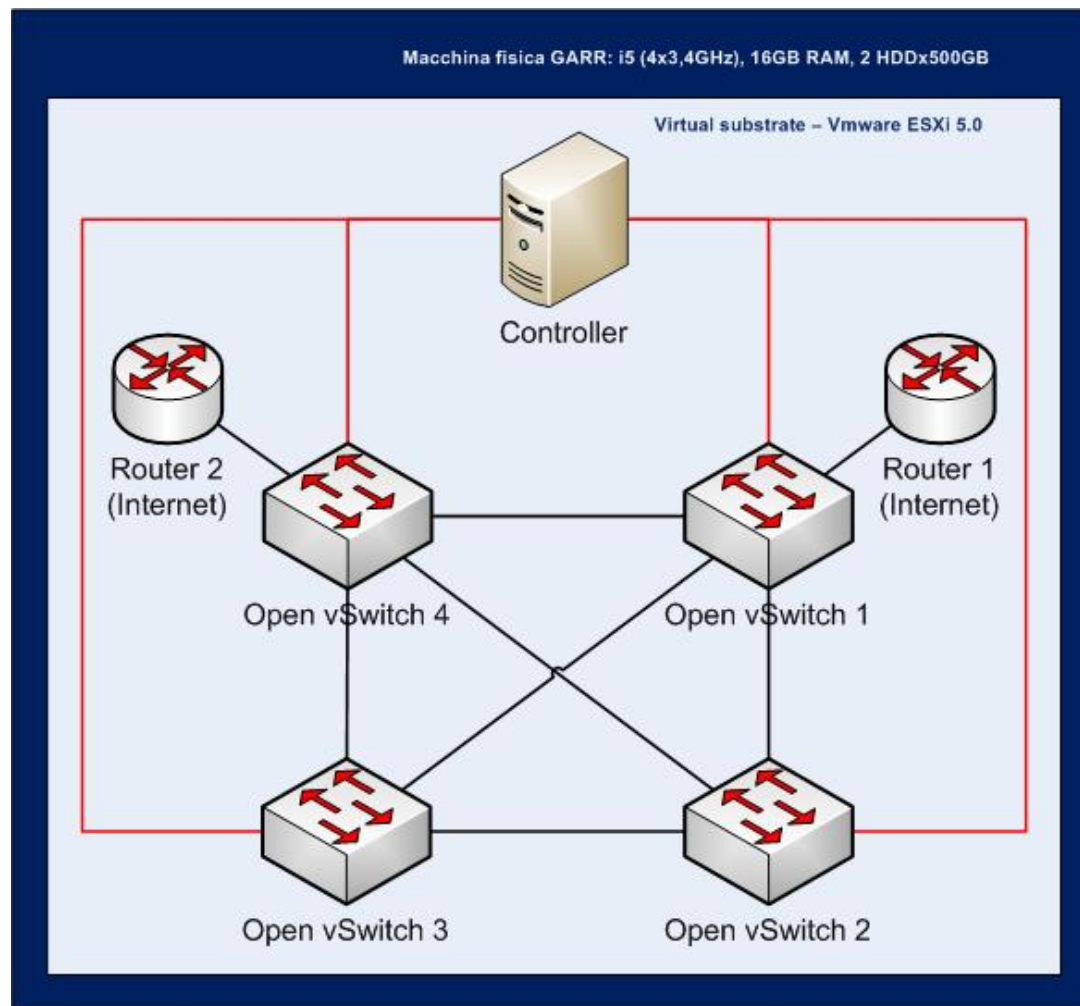 Macchina fisica GARR: i5 (4x3,4GHz), 16GB RAM, 2 HDDx500GB
Virtual substrate – Vmware ESXi 5.0
Controller
Router 2
(Internet)
Router 1
(Internet)
Open vSwitch 4
Open vSwitch 1
Open vSwitch 3
Open vSwitch 2